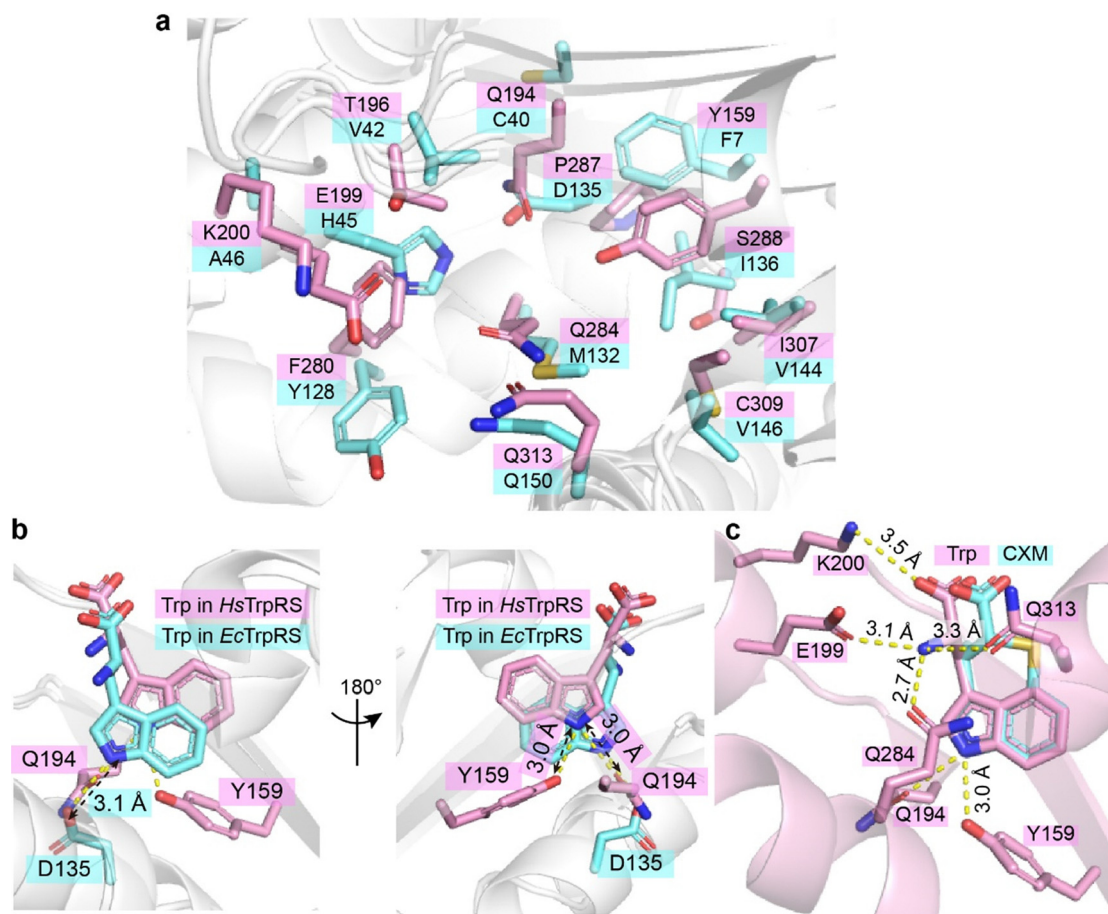 a
T196
V42
Q194
C40
Y159
F7
P287
D135
E199
H45
K200
A46
S288
I136
Q284
M132
I307
V144
F280
Y128
C309
V146
Q313
Q150
b
Trp in HsTrpRS
Trp in EcTrpRS
Q194
3.1 Å
Y159
D135
180°
Trp in HsTrpRS
Trp in EcTrpRS
3.0 Å
3.0 Å
Y159
Q194
D135
c
3.5 Å
Trp
CXM
K200
Q313
3.1 Å
3.3 Å
E199
2.7 Å
Q284
Q194
3.0 Å
Y159